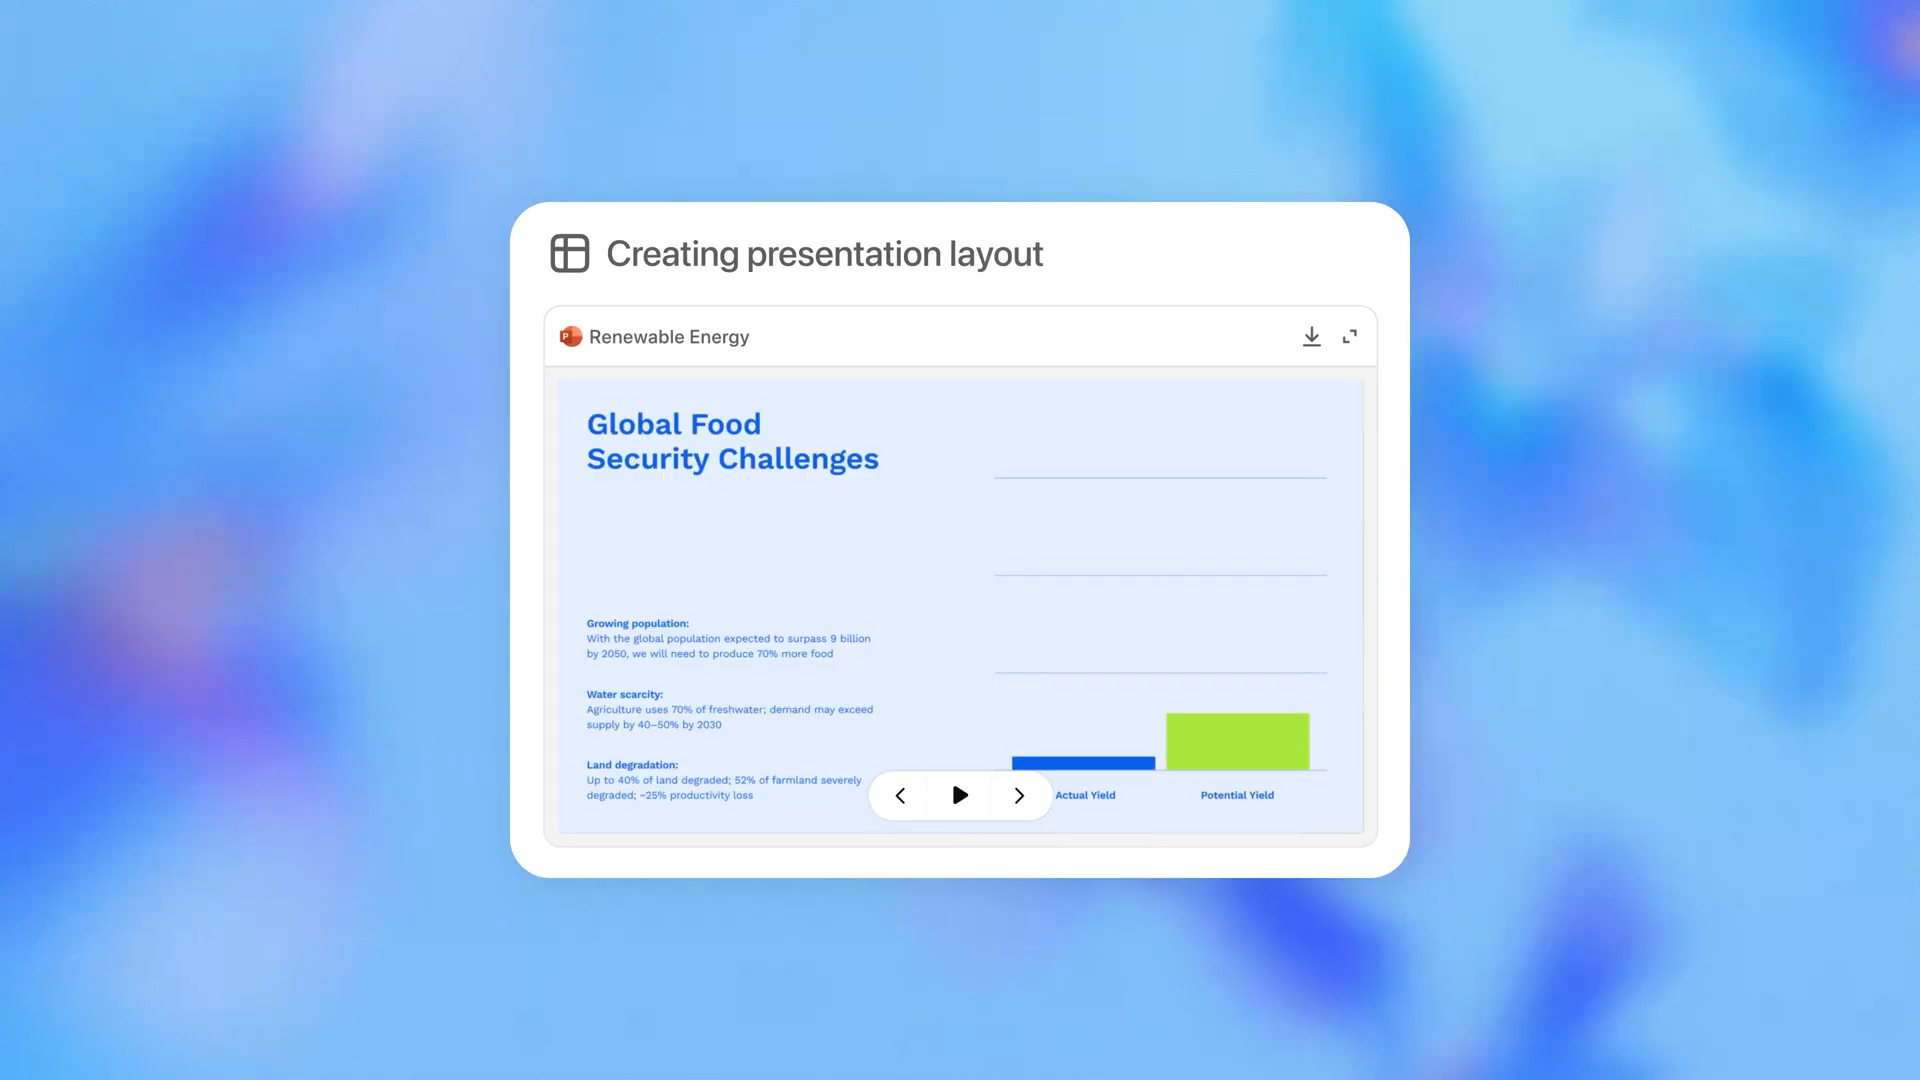 Creating presentation layout
P
Renewable Energy
Global Food
Security Challenges
Growing population:
With the global population expected to surpass 9 billion
by 2050, we will need to produce 70% more food
Water scarcity:
Agriculture uses 70% of freshwater; demand may exceed
supply by 40–50% by 2030
Land degradation:
Up to 40% of land degraded; 52% of farmland severely
degraded; ~25% productivity loss
Actual Yield
Potential Yield